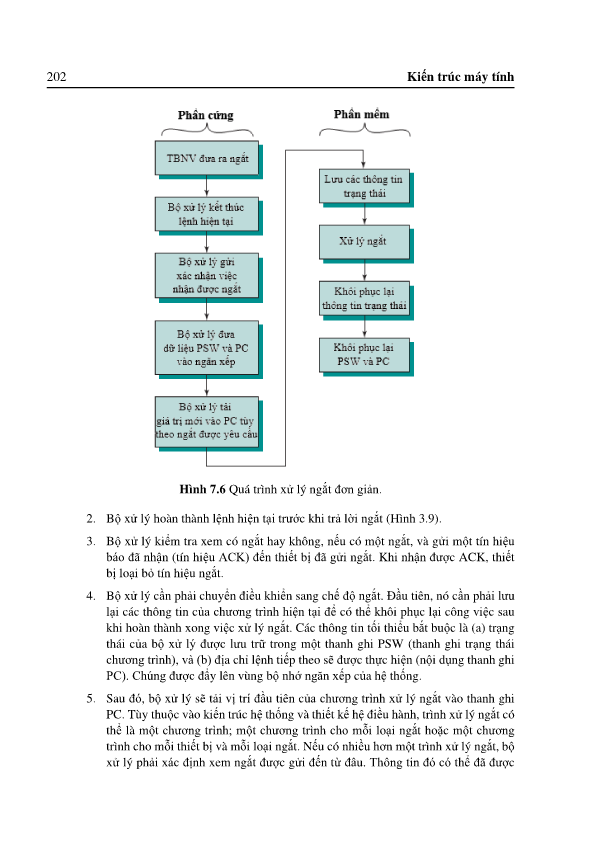 202
Kiến trúc máy tính
Phần cứng
TBNV đưa ra ngắt
Bộ xử lý kết thúc
lệnh hiện tại
Bộ xử lý gửi
xác nhận việc
nhận được ngắt
Bộ xử lý đưa
dữ liệu PSW và PC
vào ngăn xếp
Bộ xử lý tải
giá trị mới vào PC tùy
theo ngắt được yêu cầu
Phần mềm
Lưu các thông tin
trạng thái
Xử lý ngắt
Khôi phục lại
thông tin trạng thái
Khôi phục lại
PSW và PC
Hình 7.6 Quá trình xử lý ngắt đơn giản.
2. Bộ xử lý hoàn thành lệnh hiện tại trước khi trả lời ngắt (Hình 3.9).
3. Bộ xử lý kiểm tra xem có ngắt hay không, nếu có một ngắt, và gửi một tín hiệu
báo đã nhận (tín hiệu ACK) đến thiết bị đã gửi ngắt. Khi nhận được ACK, thiết
bị loại bỏ tín hiệu ngắt.
4. Bộ xử lý cần phải chuyển điều khiển sang chế độ ngắt. Đầu tiên, nó cần phải lưu
lại các thông tin của chương trình hiện tại để có thể khôi phục lại công việc sau
khi hoàn thành xong việc xử lý ngắt. Các thông tin tối thiểu bắt buộc là (a) trạng
thái của bộ xử lý được lưu trữ trong một thanh ghi PSW (thanh ghi trạng thái
chương trình), và (b) địa chỉ lệnh tiếp theo sẽ được thực hiện (nội dụng thanh ghi
PC). Chúng được đẩy lên vùng bộ nhớ ngăn xếp của hệ thống.
5. Sau đó, bộ xử lý sẽ tải vị trí đầu tiên của chương trình xử lý ngắt vào thanh ghi
PC. Tùy thuộc vào kiến trúc hệ thống và thiết kế hệ điều hành, trình xử lý ngắt có
thể là một chương trình; một chương trình cho mỗi loại ngắt hoặc một chương
trình cho mỗi thiết bị và mỗi loại ngắt. Nếu có nhiều hơn một trình xử lý ngắt, bộ
xử lý phải xác định xem ngắt được gửi đến từ đâu. Thông tin đó có thể đã được